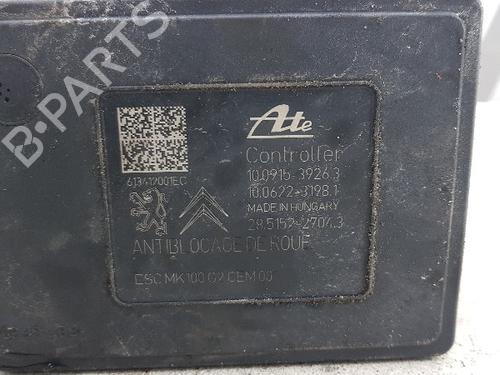 B-PARTS
Ate
Controller
10.0915-3926.3
10.0622-3198.1
MADE IN HUNGARY
28.5152-2704.3
613419001EC
ANTIBLOCAGE DE ROUE
ESC MK100 G2 CEM 00